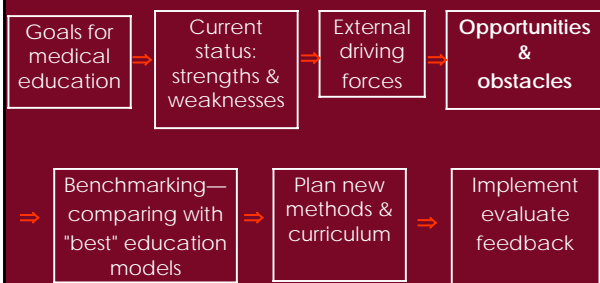 Goals for
medical
education
⇒
Current
status:
strengths &
weaknesses
⇒
External
driving
forces
⇒
Opportunities
&
obstacles
⇒
Benchmarking—
comparing with
"best" education
models
⇒
Plan new
methods &
curriculum
⇒
Implement
evaluate
feedback